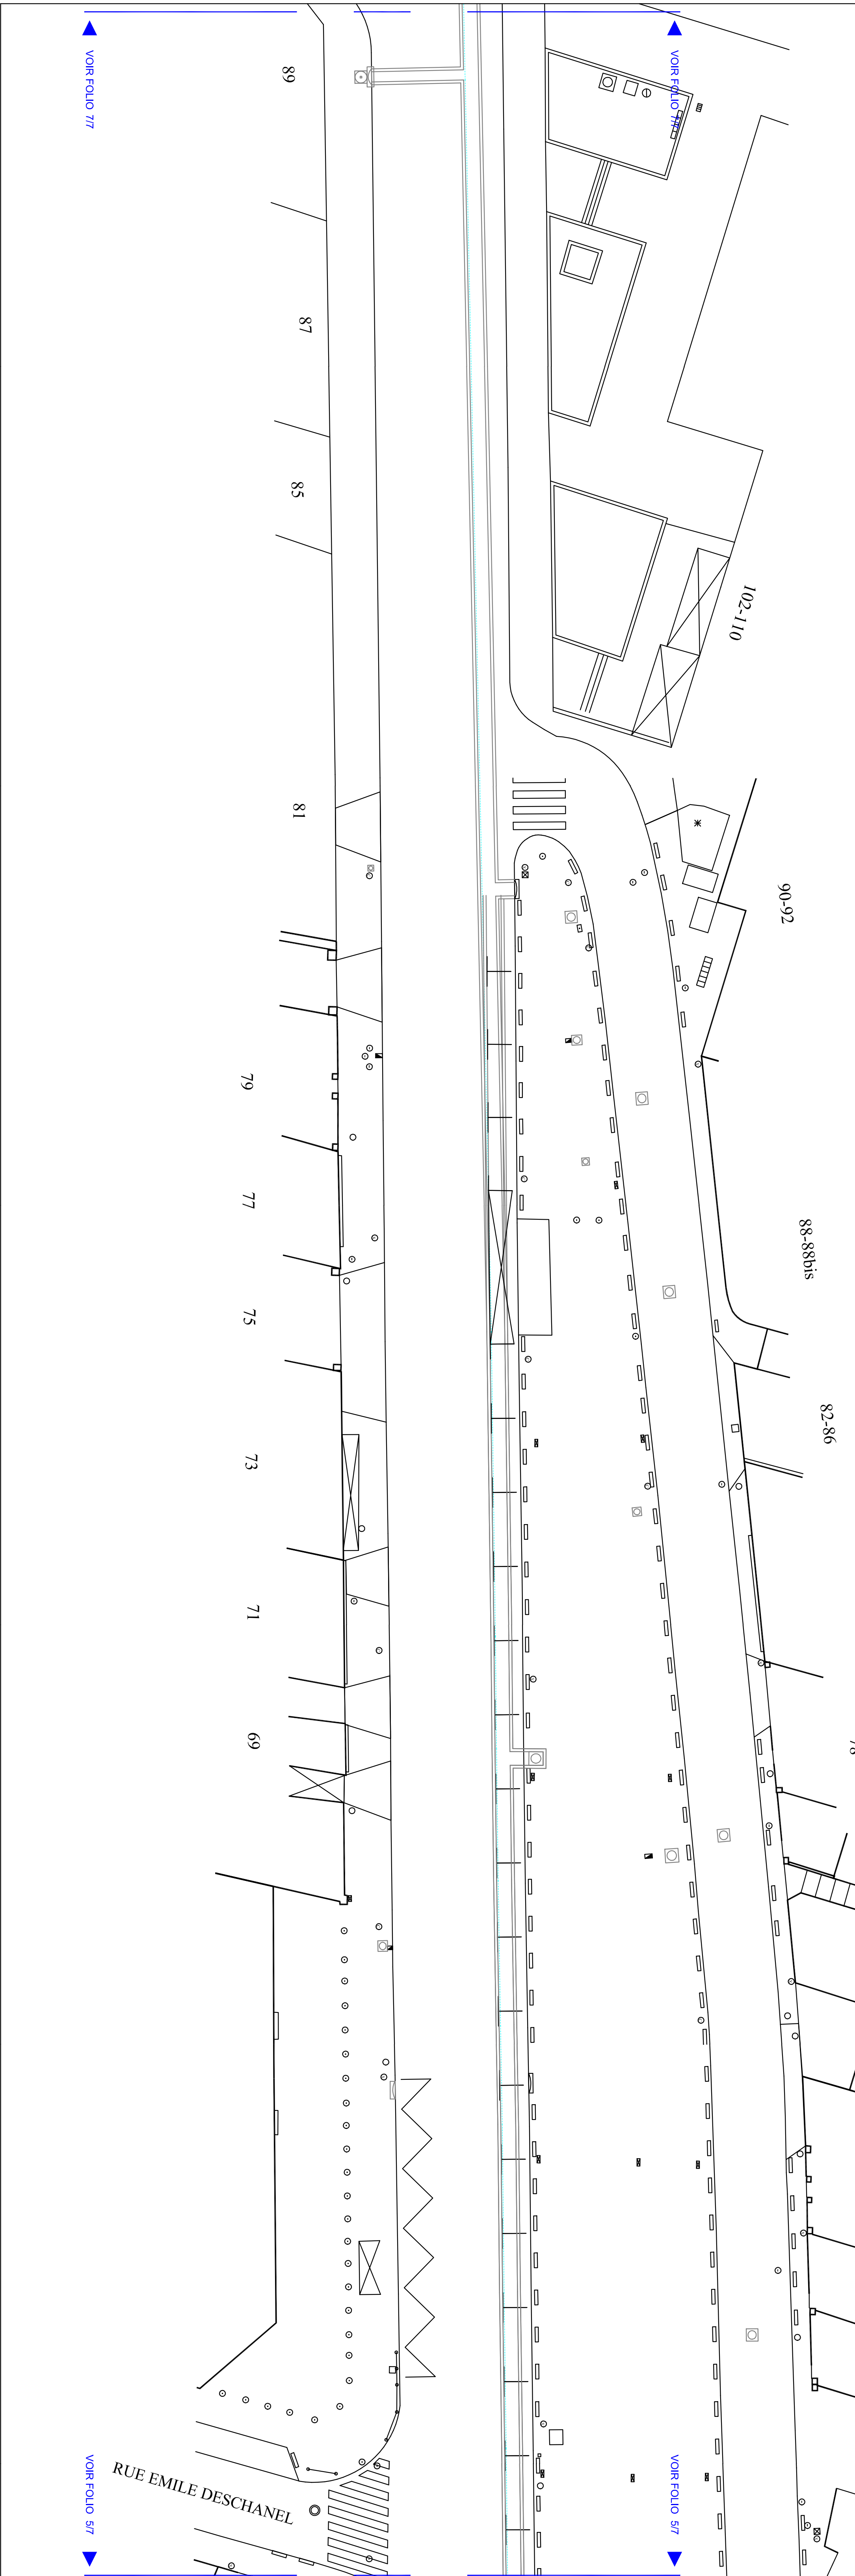 VOIR FOLIO 7/7
VOIR FOLIO 7/7
89
87
85
102-110
81
90-92
79
77
88-88bis
75
82-86
73
71
69
78
VOIR FOLIO 5/7
VOIR FOLIO 5/7
RUE EMILE DESCHANEL